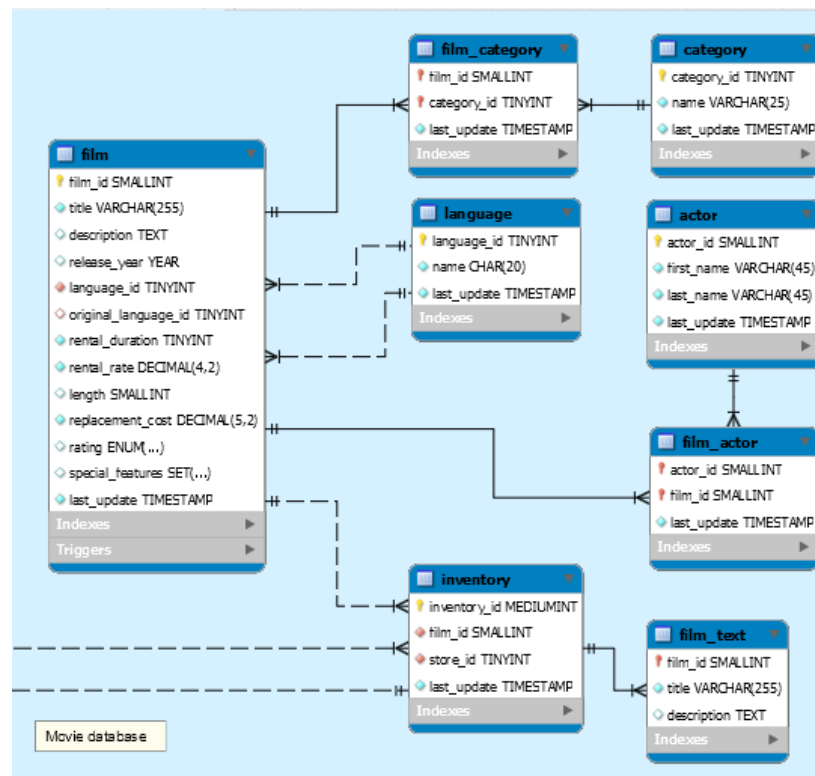 film_category
film_id SMALLINT
category_id TINYINT
last_update TIMESTAMP
Indexes
category
category_id TINYINT
name VARCHAR(25)
last_update TIMESTAMP
Indexes
film
film_id SMALLINT
title VARCHAR(255)
description TEXT
release_year YEAR
language_id TINYINT
original_language_id TINYINT
rental_duration TINYINT
rental_rate DECIMAL(4,2)
length SMALLINT
replacement_cost DECIMAL(5,2)
rating ENUM(...)
special_features SET(...)
last_update TIMESTAMP
Indexes
Triggers
language
language_id TINYINT
name CHAR(20)
last_update TIMESTAMP
Indexes
actor
actor_id SMALLINT
first_name VARCHAR(45)
last_name VARCHAR(45)
last_update TIMESTAMP
Indexes
film_actor
actor_id SMALLINT
film_id SMALLINT
last_update TIMESTAMP
Indexes
inventory
inventory_id MEDIUMINT
film_id SMALLINT
store_id TINYINT
last_update TIMESTAMP
Indexes
film_text
film_id SMALLINT
title VARCHAR(255)
description TEXT
Indexes
Movie database